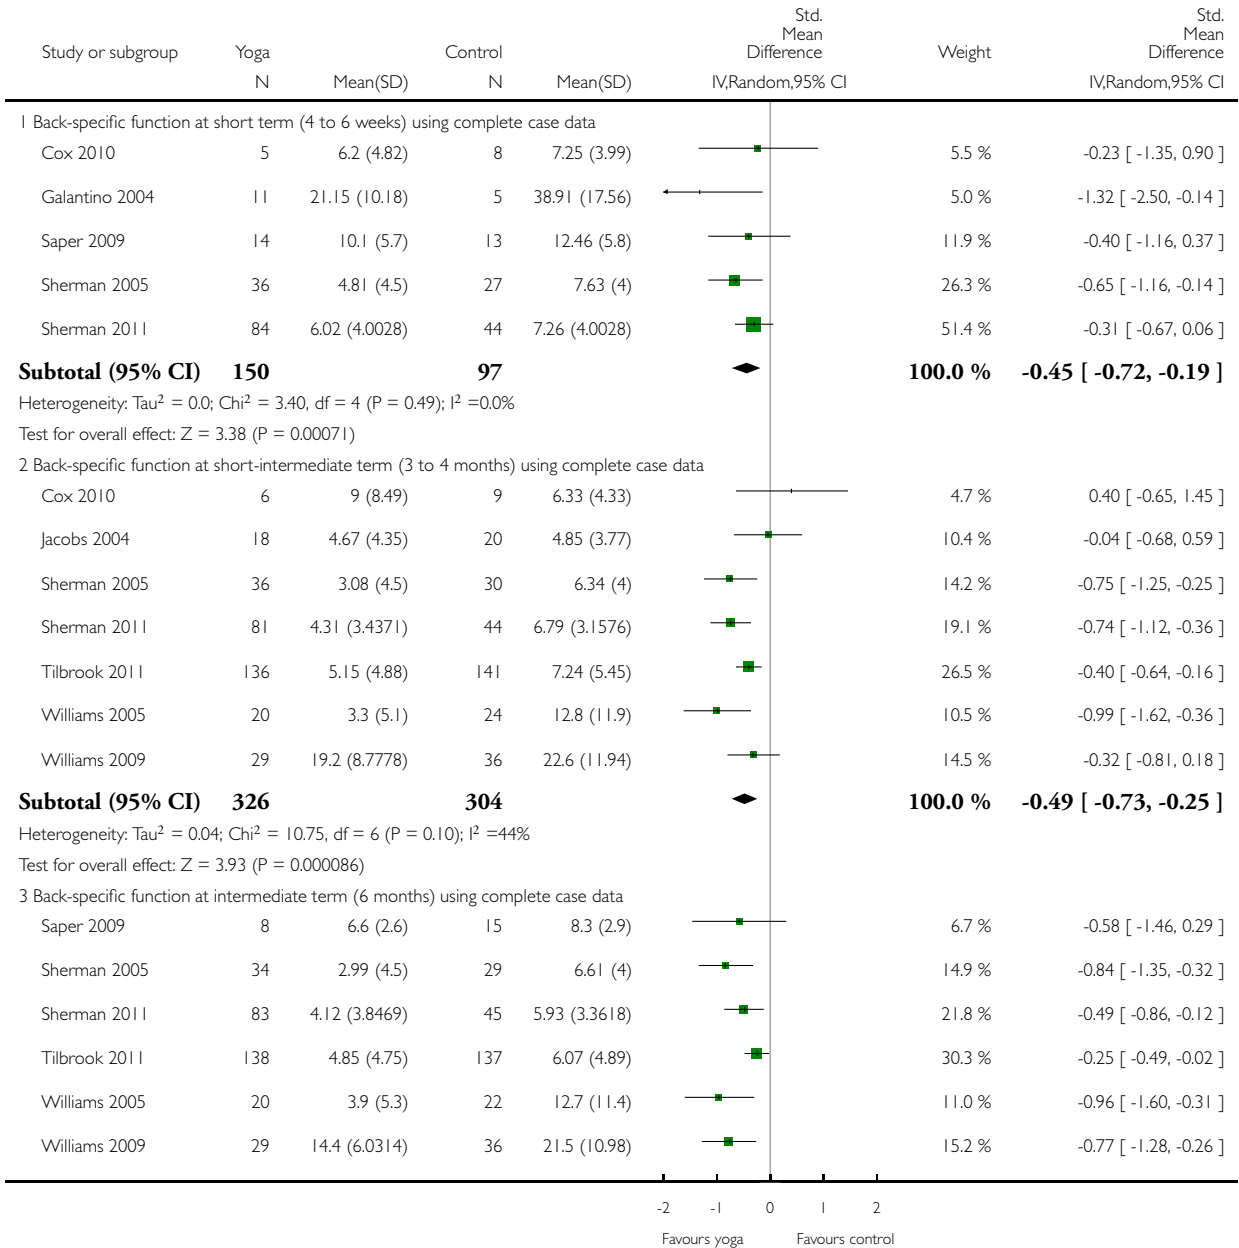 Std.
Mean
Difference
Std.
Mean
Difference
Study or subgroup Yoga Control Weight
N Mean(SD) N Mean(SD) IV,Random,95% CI IV,Random,95% CI
1 Back-specific function at short term (4 to 6 weeks) using complete case data
Cox 2010 5 6.2 (4.82) 8 7.25 (3.99) 5.5 % -0.23 [ -1.35, 0.90 ]
Galantino 2004 11 21.15 (10.18) 5 38.91 (17.56) 5.0 % -1.32 [ -2.50, -0.14 ]
Saper 2009 14 10.1 (5.7) 13 12.46 (5.8) 11.9 % -0.40 [ -1.16, 0.37 ]
Sherman 2005 36 4.81 (4.5) 27 7.63 (4) 26.3 % -0.65 [ -1.16, -0.14 ]
Sherman 2011 84 6.02 (4.0028) 44 7.26 (4.0028) 51.4 % -0.31 [ -0.67, 0.06 ]
Subtotal (95% CI) 150 97 100.0 % -0.45 [ -0.72, -0.19 ]
Heterogeneity: Tau² = 0.0; Chi² = 3.40, df = 4 (P = 0.49); I² =0.0%
Test for overall effect: Z = 3.38 (P = 0.00071)
2 Back-specific function at short-intermediate term (3 to 4 months) using complete case data
Cox 2010 6 9 (8.49) 9 6.33 (4.33) 4.7 % 0.40 [ -0.65, 1.45 ]
Jacobs 2004 18 4.67 (4.35) 20 4.85 (3.77) 10.4 % -0.04 [ -0.68, 0.59 ]
Sherman 2005 36 3.08 (4.5) 30 6.34 (4) 14.2 % -0.75 [ -1.25, -0.25 ]
Sherman 2011 81 4.31 (3.4371) 44 6.79 (3.1576) 19.1 % -0.74 [ -1.12, -0.36 ]
Tilbrook 2011 136 5.15 (4.88) 141 7.24 (5.45) 26.5 % -0.40 [ -0.64, -0.16 ]
Williams 2005 20 3.3 (5.1) 24 12.8 (11.9) 10.5 % -0.99 [ -1.62, -0.36 ]
Williams 2009 29 19.2 (8.7778) 36 22.6 (11.94) 14.5 % -0.32 [ -0.81, 0.18 ]
Subtotal (95% CI) 326 304 100.0 % -0.49 [ -0.73, -0.25 ]
Heterogeneity: Tau² = 0.04; Chi² = 10.75, df = 6 (P = 0.10); I² =44%
Test for overall effect: Z = 3.93 (P = 0.000086)
3 Back-specific function at intermediate term (6 months) using complete case data
Saper 2009 8 6.6 (2.6) 15 8.3 (2.9) 6.7 % -0.58 [ -1.46, 0.29 ]
Sherman 2005 34 2.99 (4.5) 29 6.61 (4) 14.9 % -0.84 [ -1.35, -0.32 ]
Sherman 2011 83 4.12 (3.8469) 45 5.93 (3.3618) 21.8 % -0.49 [ -0.86, -0.12 ]
Tilbrook 2011 138 4.85 (4.75) 137 6.07 (4.89) 30.3 % -0.25 [ -0.49, -0.02 ]
Williams 2005 20 3.9 (5.3) 22 12.7 (11.4) 11.0 % -0.96 [ -1.60, -0.31 ]
Williams 2009 29 14.4 (6.0314) 36 21.5 (10.98) 15.2 % -0.77 [ -1.28, -0.26 ]
-2 -1 0 1 2
Favours yoga Favours control